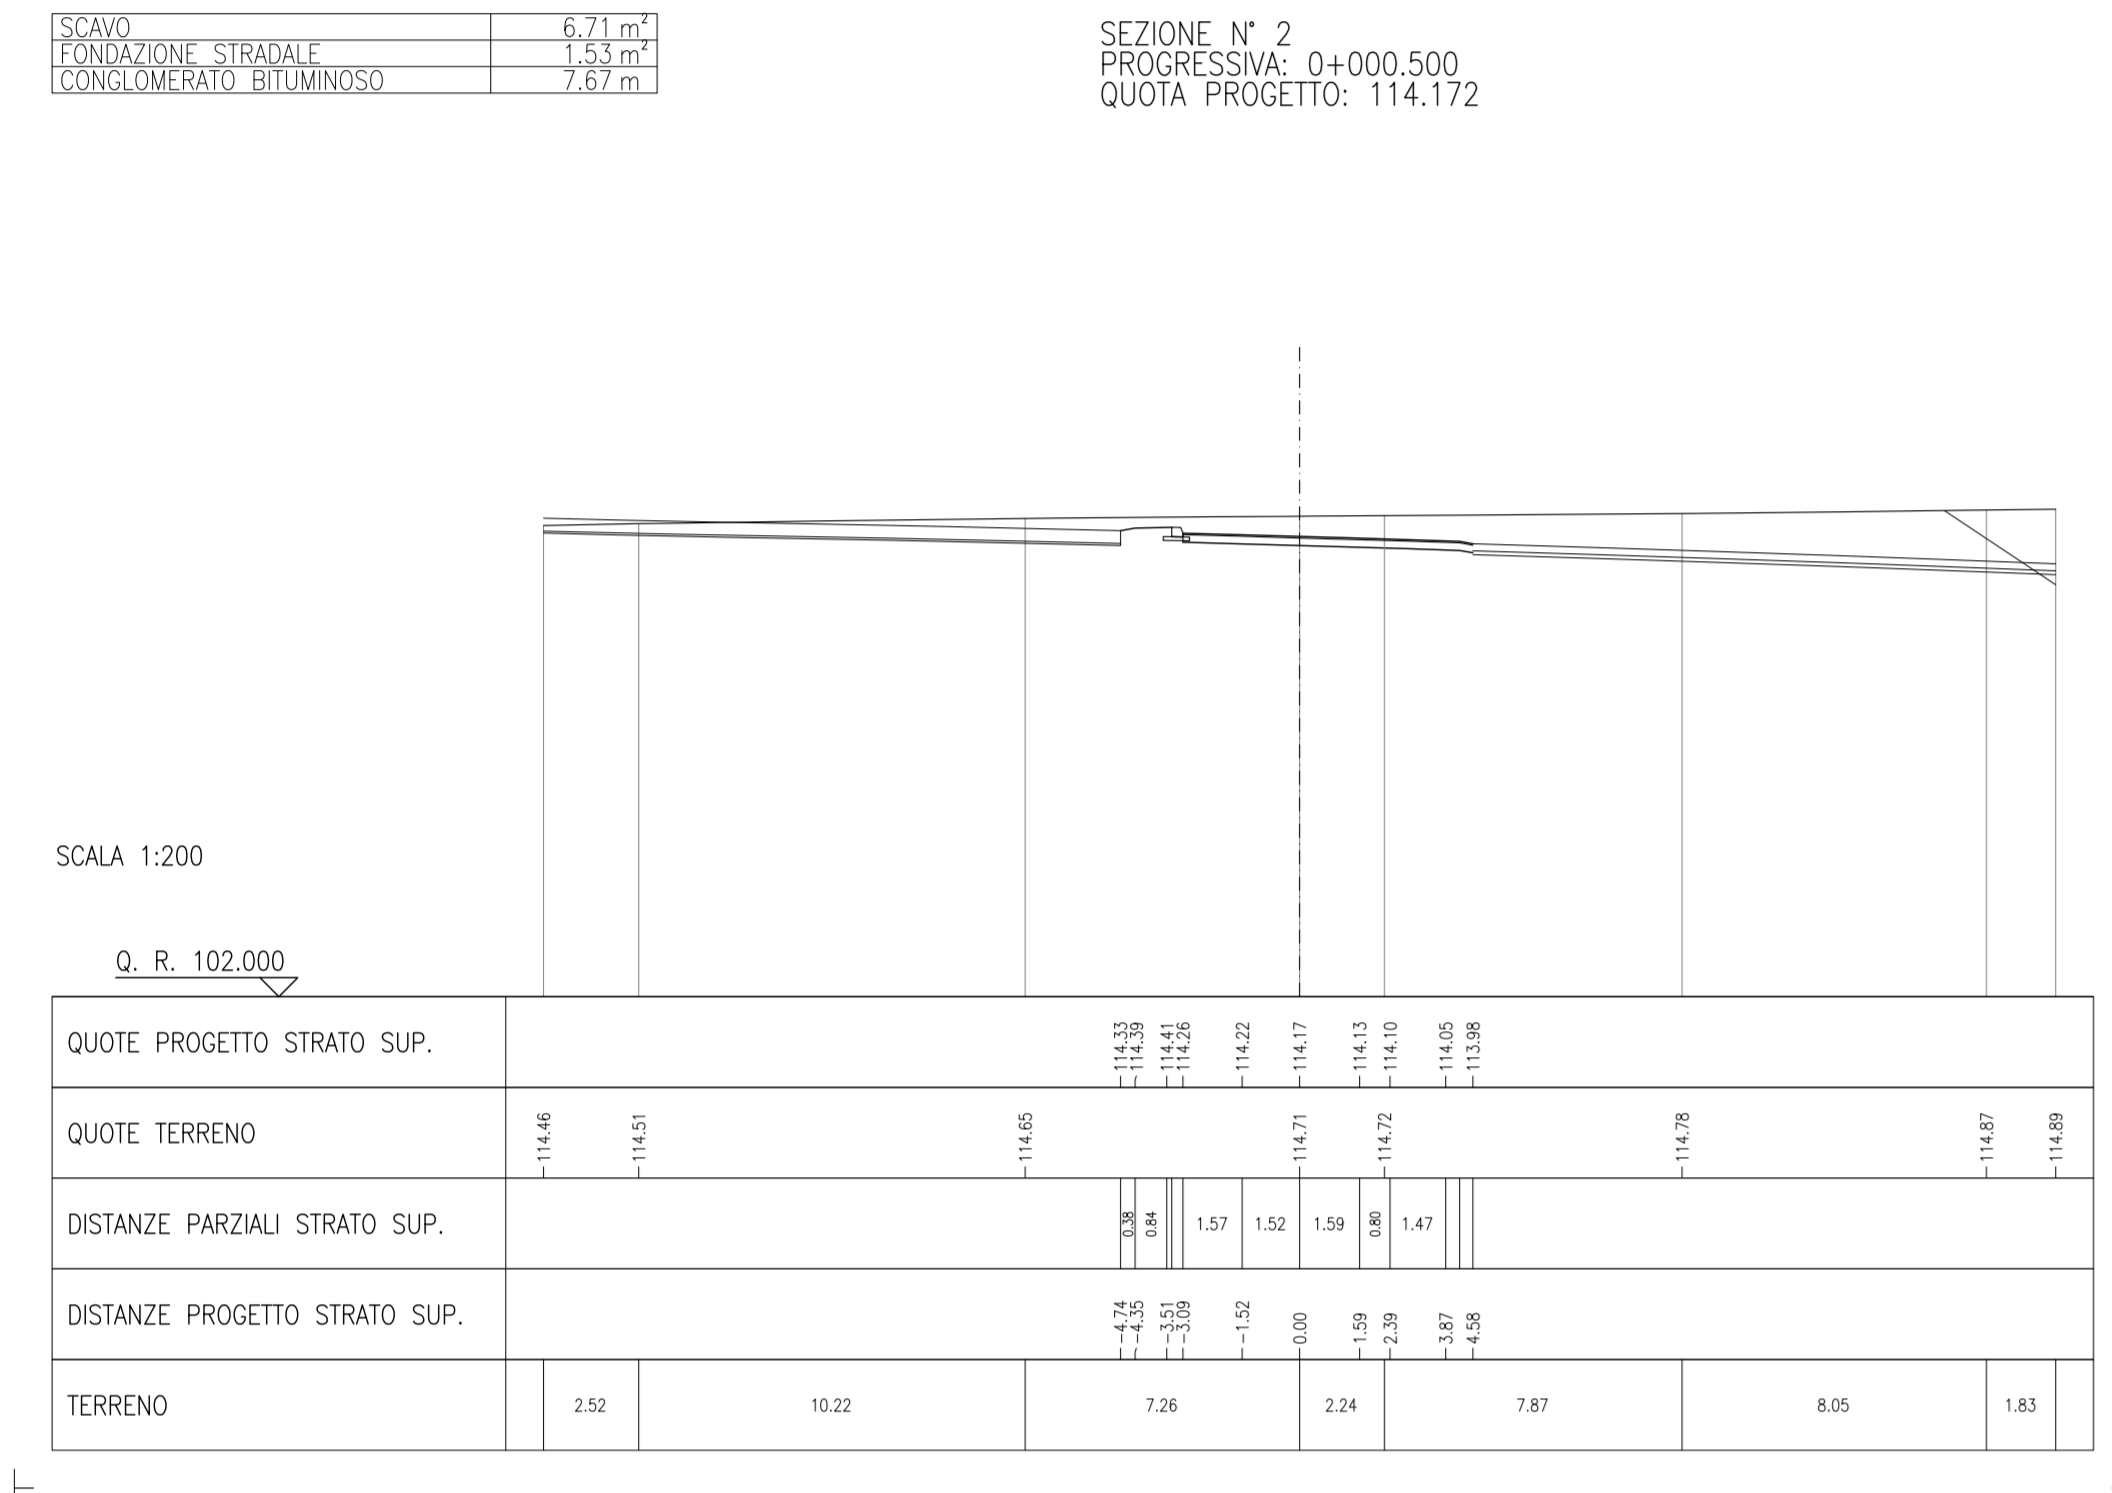 SCAVO 6.71 m²
FONDAZIONE STRADALE 1.53 m²
CONGLOMERATO BITUMINOSO 7.67 m
SEZIONE N° 2
PROGRESSIVA: 0+000.500
QUOTA PROGETTO: 114.172
SCALA 1:200
Q. R. 102.000
QUOTE PROGETTO STRATO SUP. 114.33 114.39 114.41 114.26 114.22 114.17 114.13 114.10 114.05 113.98
QUOTE TERRENO 114.46 114.51 114.65 114.71 114.72 114.78 114.87 114.89
DISTANZE PARZIALI STRATO SUP. 0.38 0.84 1.57 1.52 1.59 0.80 1.47
DISTANZE PROGETTO STRATO SUP. -4.74 -4.35 -3.51 -3.09 -1.52 0.00 1.59 2.39 3.87 4.58
TERRENO 2.52 10.22 7.26 2.24 7.87 8.05 1.83